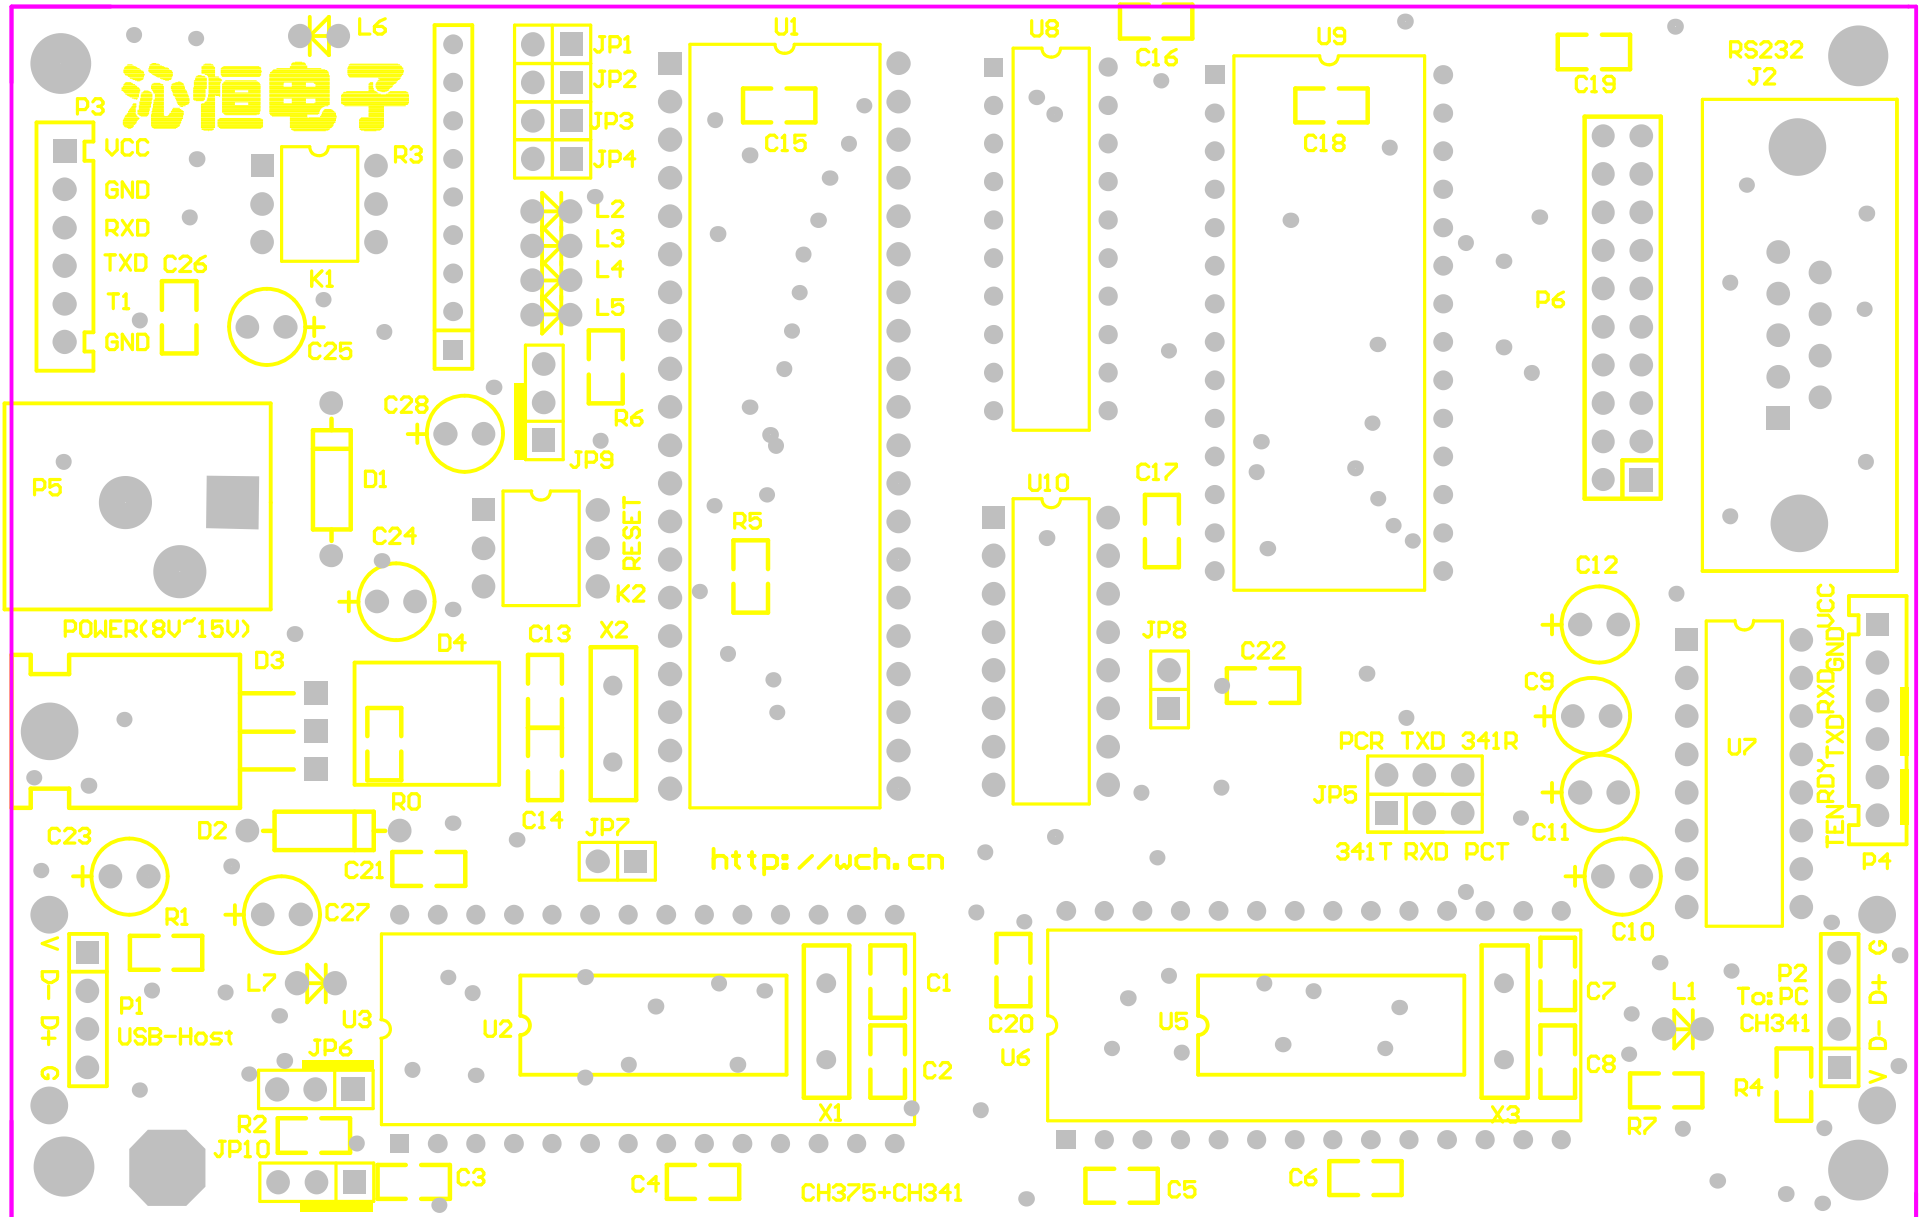 L6
U1
U8
C16
U9
C19
RS232
J2
沁恒电子
JP1
JP2
JP3
JP4
P3
VCC
GND
RXD
TXD
T1
GND
R3
K1
C26
C25
L2
L3
L4
L5
C15
C18
P6
C28
R6
JP9
P5
D1
C24
RESET
K2
R5
U10
C17
C12
POWER(8V~15V)
D3
D4
C13
X2
JP8
C22
C9
VCC
GND
RXD
TXD
RDY
TEN
U7
PCR TXD 341R
JP5
341T RXD PCT
C11
P4
C23
D2
R0
C14
JP7
C21
http://wch.cn
R1
C27
C10
V
D-
D+
G
L7
P1
USB-Host
U3
U2
C1
C20
U6
U5
C7
L1
P2
To:PC
CH341
G
D+
D-
V
JP6
C2
C8
R2
X1
X3
R7
R4
JP10
C3
C4
CH375+CH341
C5
C6